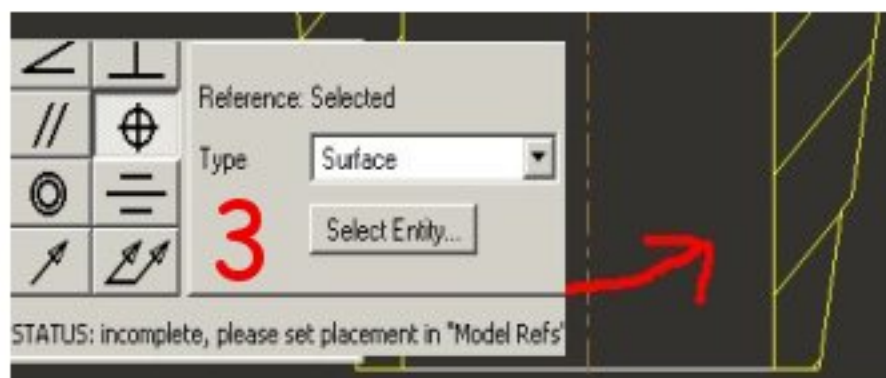 Reference: Selected
Type Surface
3
Select Entity...
STATUS: incomplete, please set placement in "Model Refs"